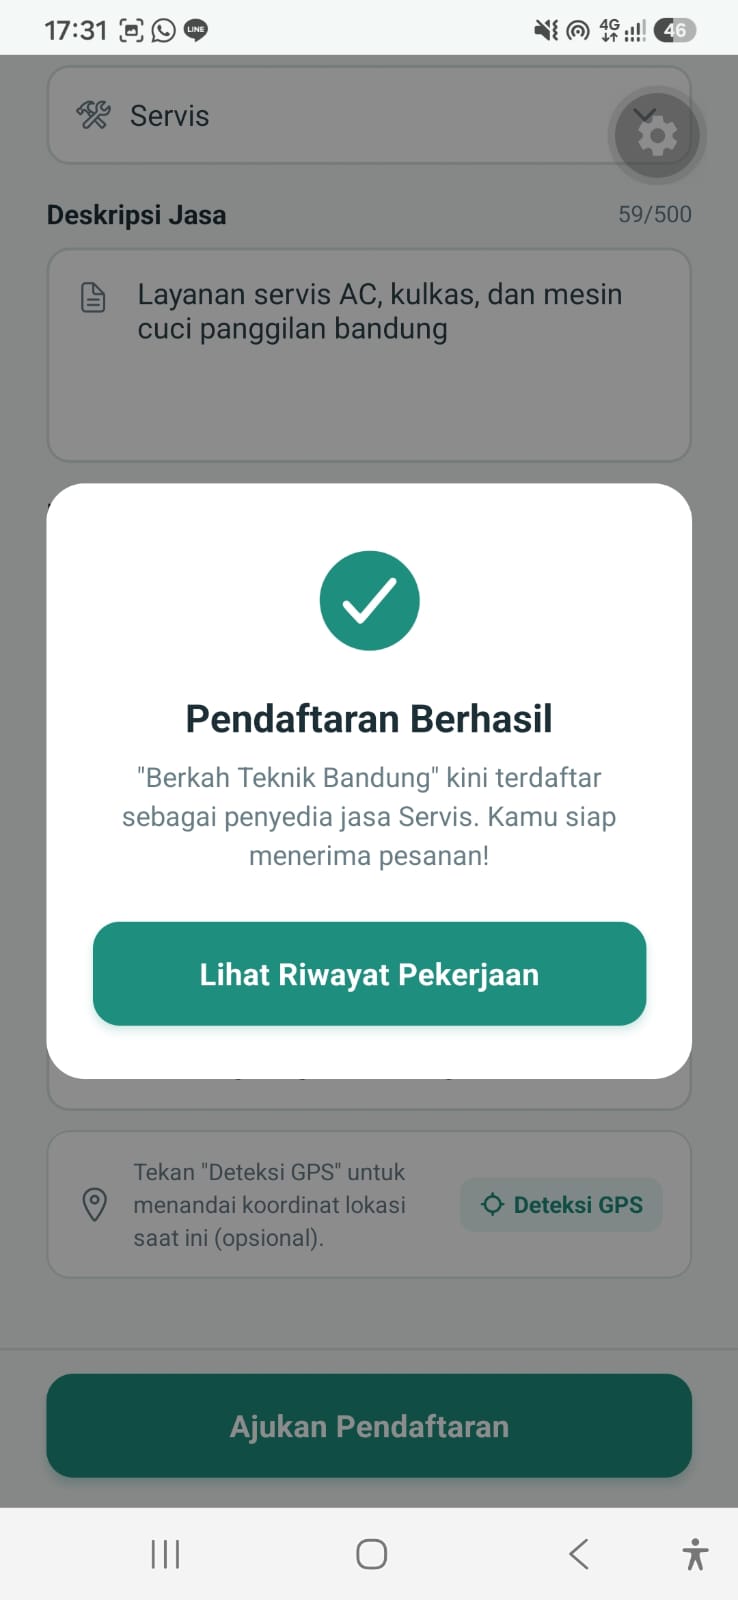 17:31
LINE
4G
46
Servis
Deskripsi Jasa
59/500
Layanan servis AC, kulkas, dan mesin
cuci panggilan bandung
Pendaftaran Berhasil
"Berkah Teknik Bandung" kini terdaftar
sebagai penyedia jasa Servis. Kamu siap
menerima pesanan!
Lihat Riwayat Pekerjaan
Tekan "Deteksi GPS" untuk
menandai koordinat lokasi
saat ini (opsional).
Deteksi GPS
Ajukan Pendaftaran